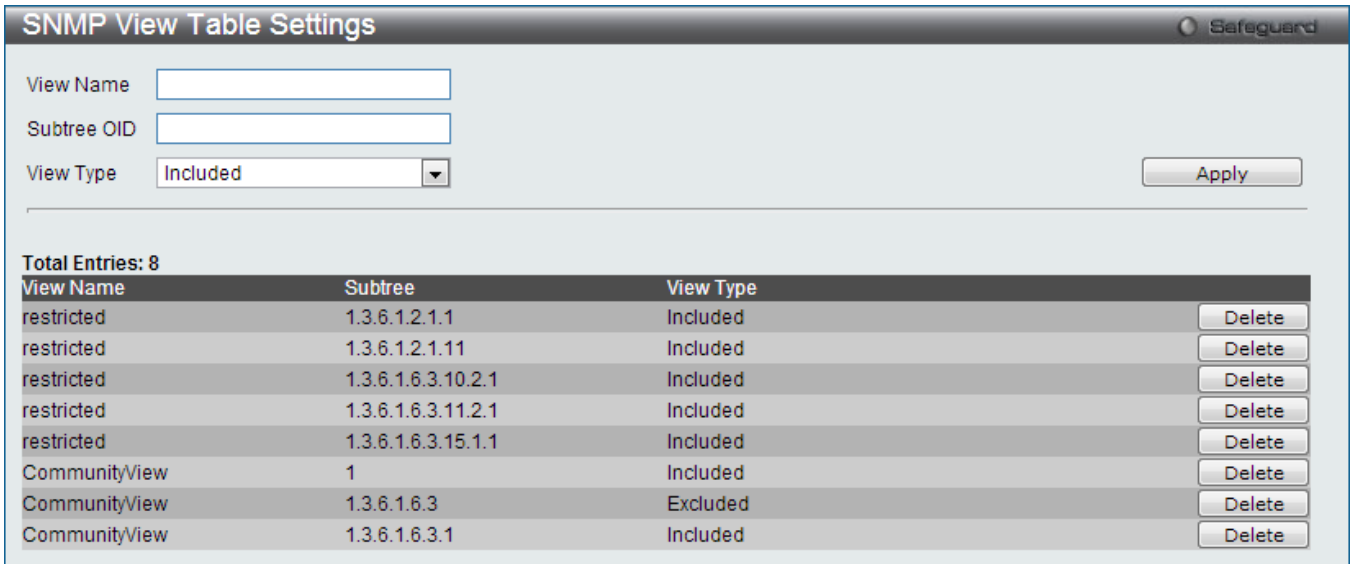 SNMP View Table Settings Safeguard
View Name
Subtree OID
View Type Included Apply
Total Entries: 8
View Name Subtree View Type
restricted 1.3.6.1.2.1.1 Included Delete
restricted 1.3.6.1.2.1.11 Included Delete
restricted 1.3.6.1.6.3.10.2.1 Included Delete
restricted 1.3.6.1.6.3.11.2.1 Included Delete
restricted 1.3.6.1.6.3.15.1.1 Included Delete
CommunityView 1 Included Delete
CommunityView 1.3.6.1.6.3 Excluded Delete
CommunityView 1.3.6.1.6.3.1 Included Delete